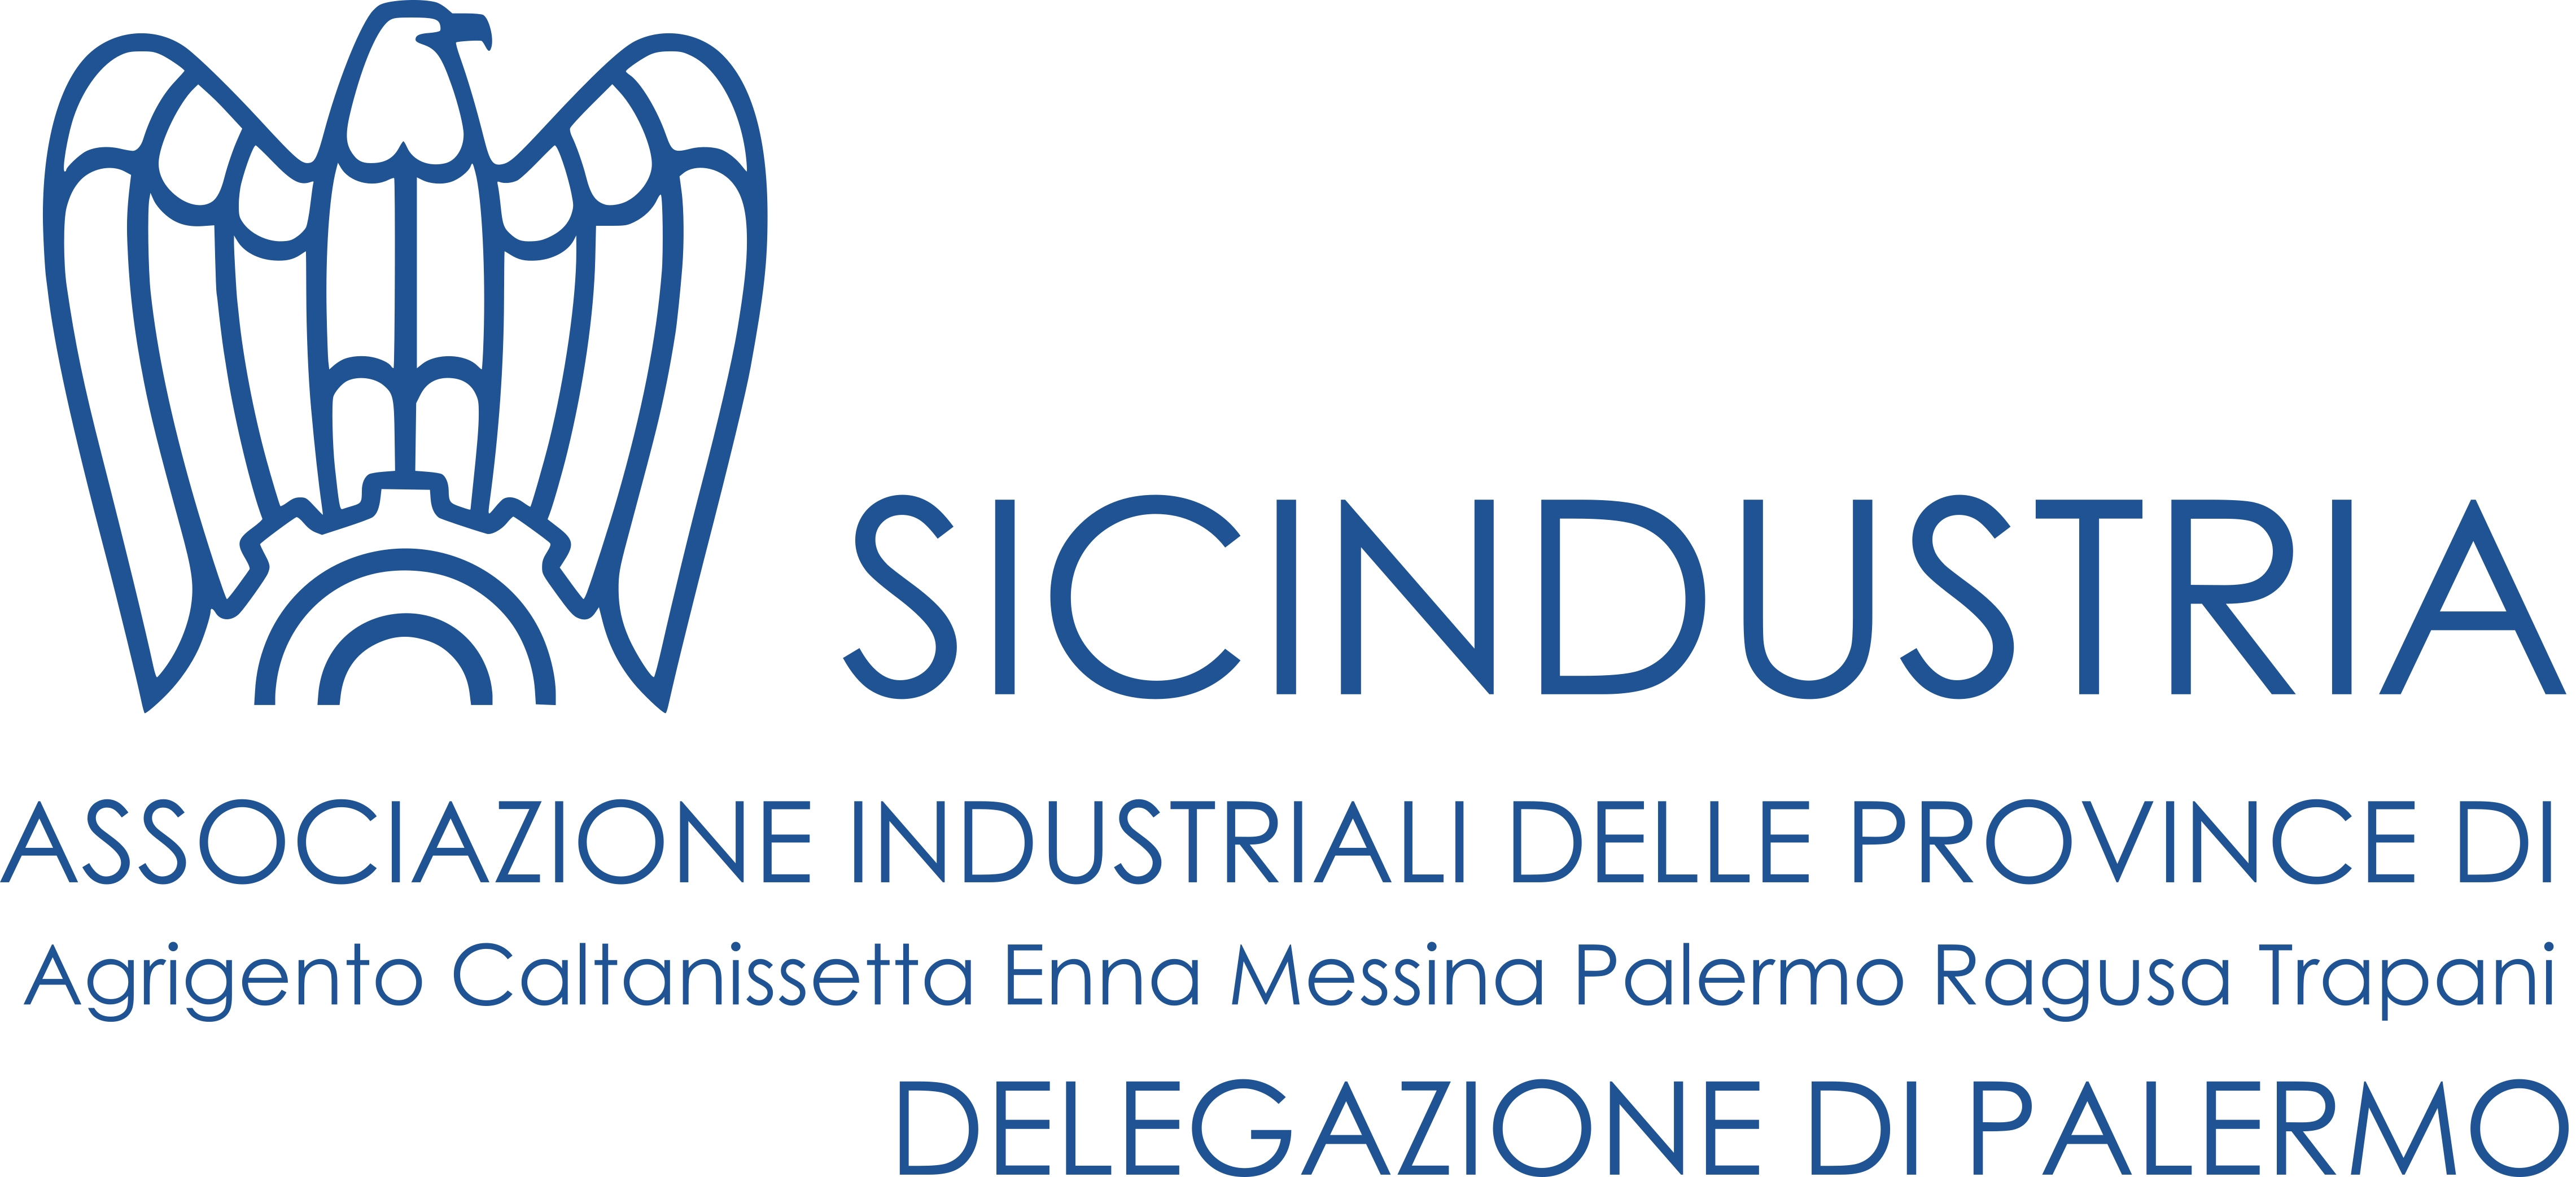 SICINDUSTRIA
ASSOCIAZIONE INDUSTRIALI DELLE PROVINCE DI
Agrigento Caltanissetta Enna Messina Palermo Ragusa Trapani
DELEGAZIONE DI PALERMO